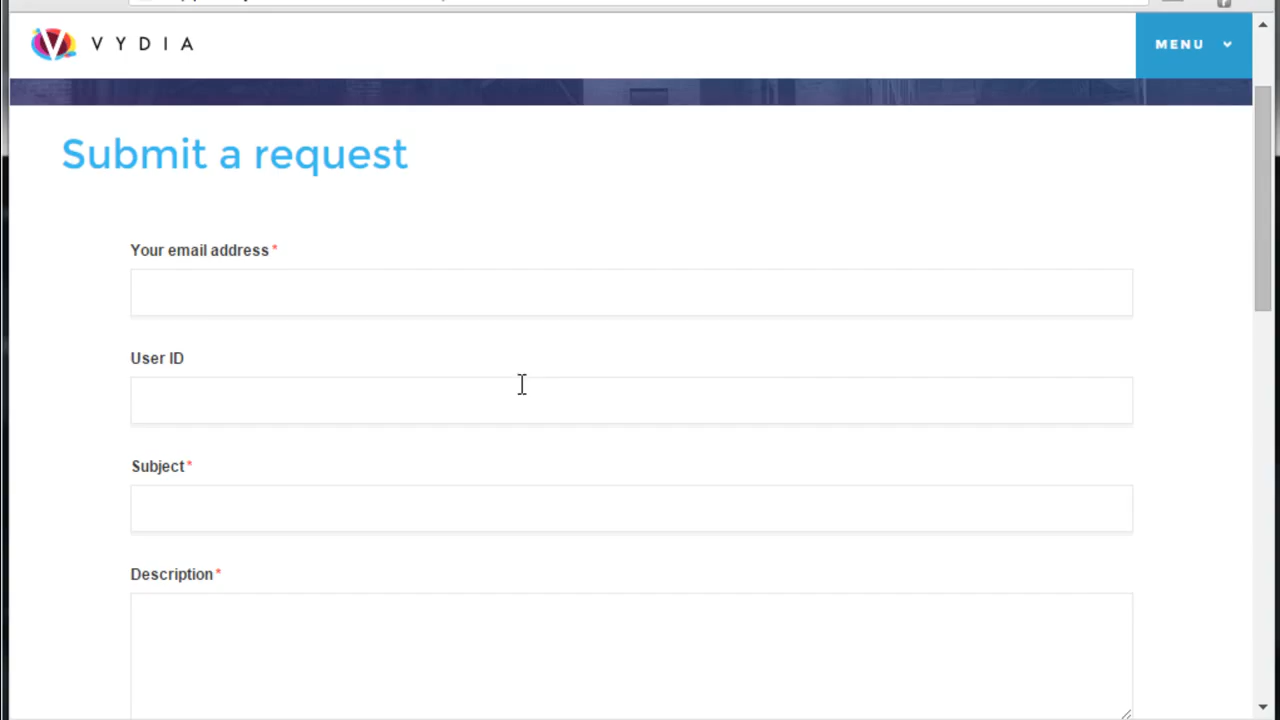 VYDIA
MENU
Submit a request
Your email address*
User ID
Subject*
Description*